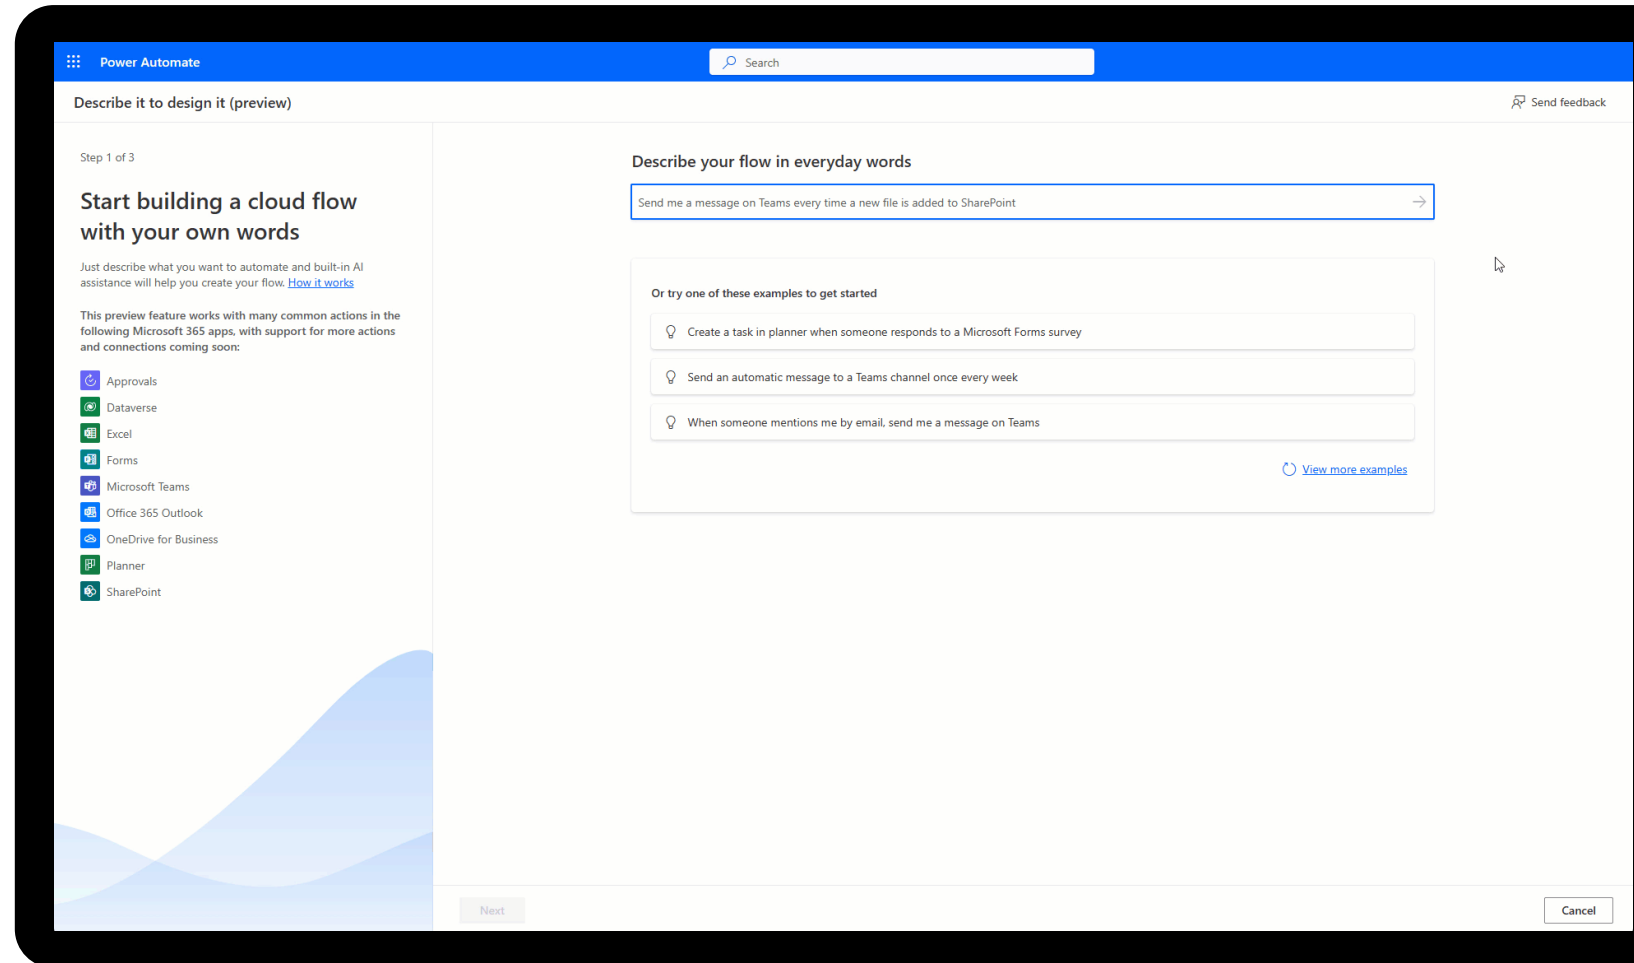 Power Automate
Search
Describe it to design it (preview)
Send feedback
Step 1 of 3
Start building a cloud flow
with your own words
Just describe what you want to automate and built-in AI
assistance will help you create your flow. How it works
This preview feature works with many common actions in the
following Microsoft 365 apps, with support for more actions
and connections coming soon:
Approvals
Dataverse
Excel
Forms
Microsoft Teams
Office 365 Outlook
OneDrive for Business
Planner
SharePoint
Describe your flow in everyday words
Send me a message on Teams every time a new file is added to SharePoint
Or try one of these examples to get started
Create a task in planner when someone responds to a Microsoft Forms survey
Send an automatic message to a Teams channel once every week
When someone mentions me by email, send me a message on Teams
View more examples
Next
Cancel